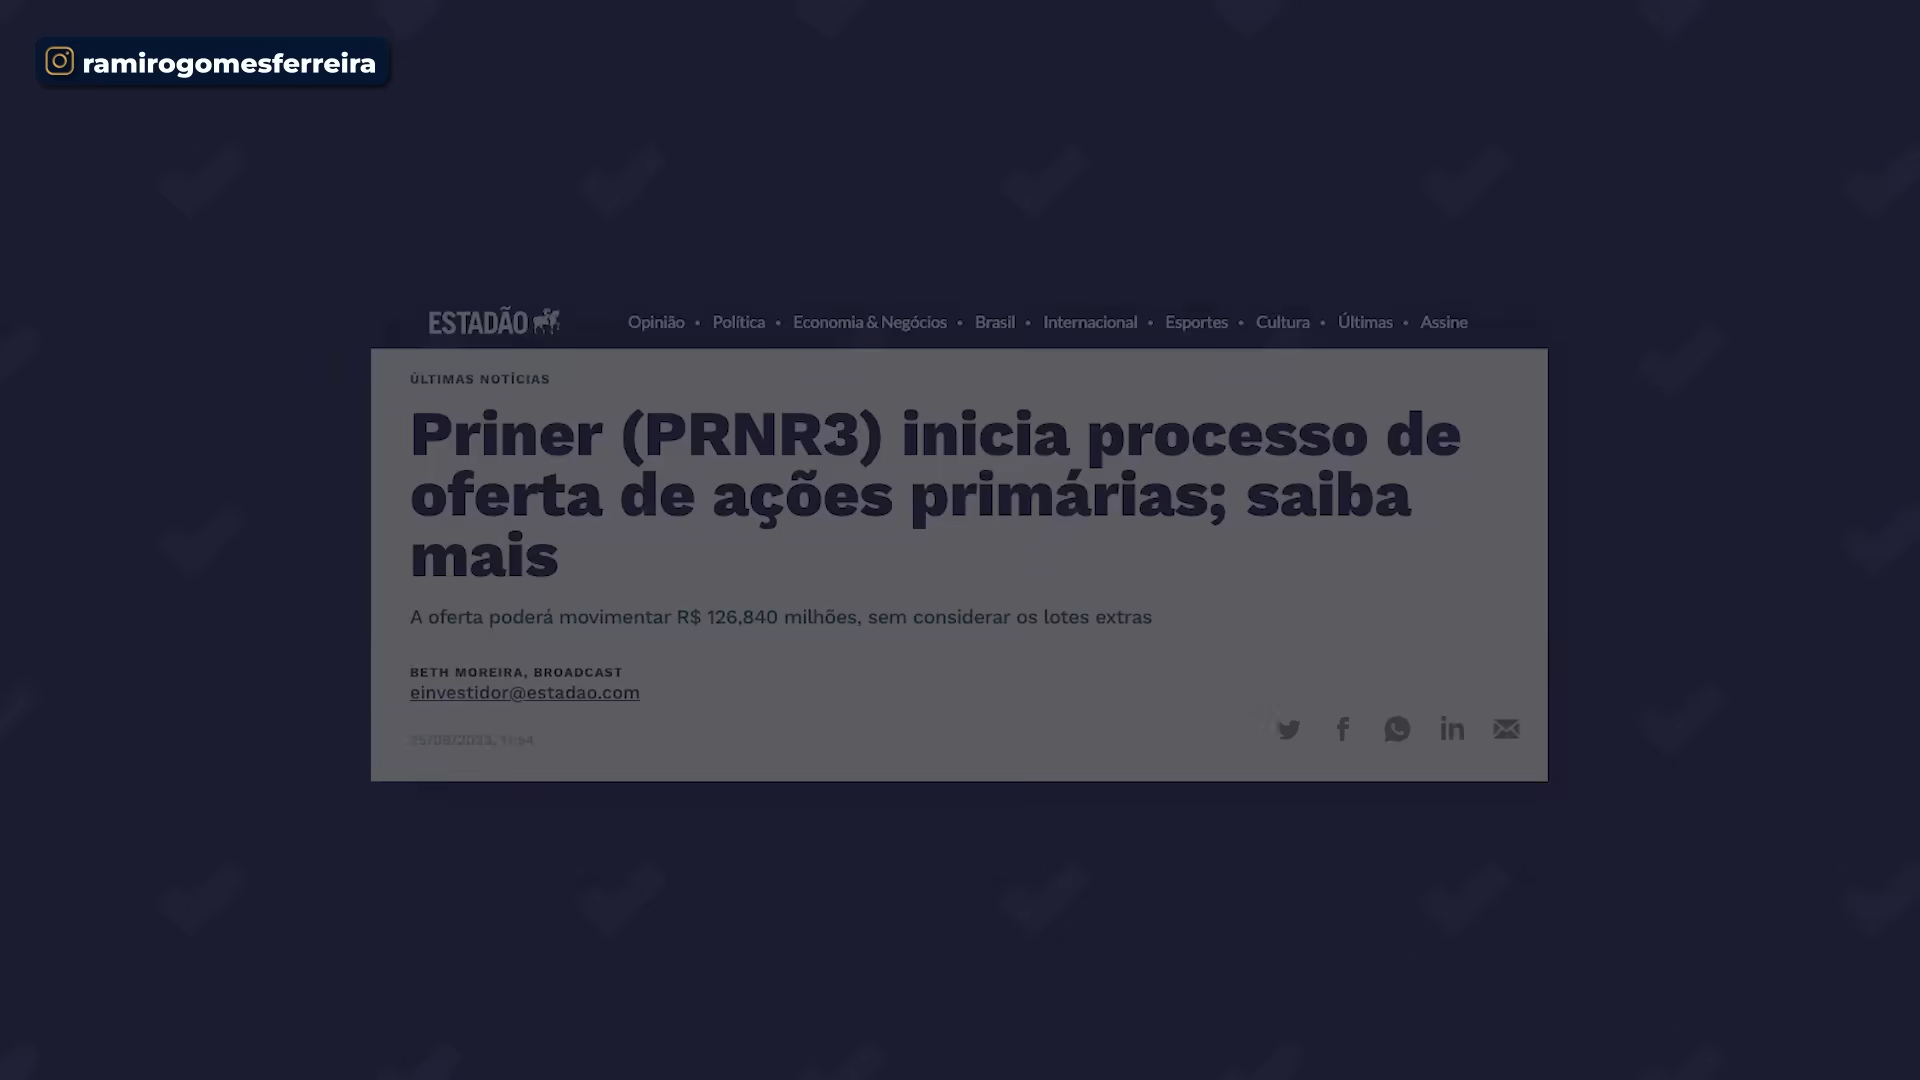 ramirogomesferreira
ESTADÃO
Opinião • Política • Economia & Negócios • Brasil • Internacional • Esportes • Cultura • Últimas • Assine
ÚLTIMAS NOTÍCIAS
Priner (PRNR3) inicia processo de
oferta de ações primárias; saiba
mais
A oferta poderá movimentar R$ 126,840 milhões, sem considerar os lotes extras
BETH MOREIRA, BROADCAST
einvestidor@estadao.com